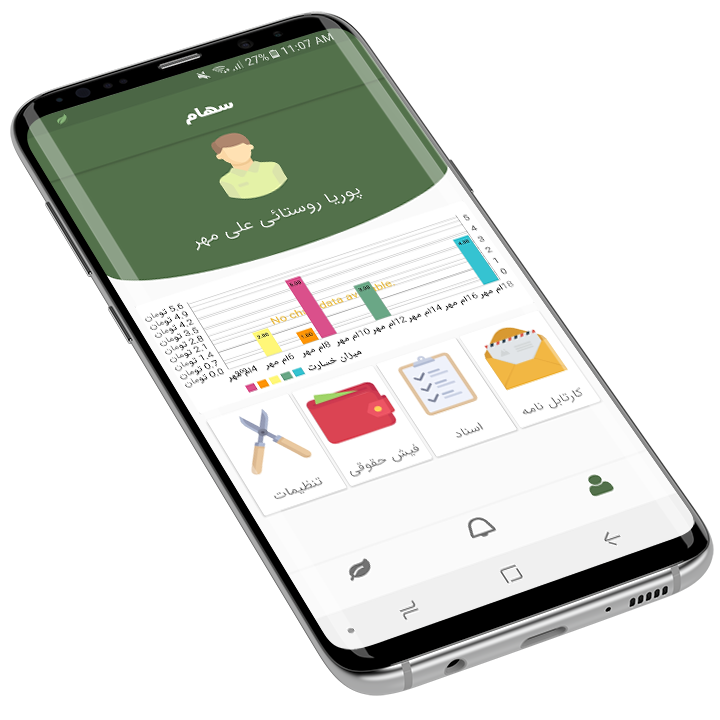 27% 11:07 AM
سهام
پوریا روستائی علی مهر
5,6 تومان
4,9 تومان
4,2 تومان
3,5 تومان
2,8 تومان
2,1 تومان
1,4 تومان
0,7 تومان
0,0 تومان
5
4
3
2
1
0
No chart data available.
4ام مهر
6ام مهر
8ام مهر
10ام مهر
12ام مهر
14ام مهر
16ام مهر
18ام مهر
میزان خسارت
تنظیمات
فیش حقوقی
اسناد
کارتابل نامه